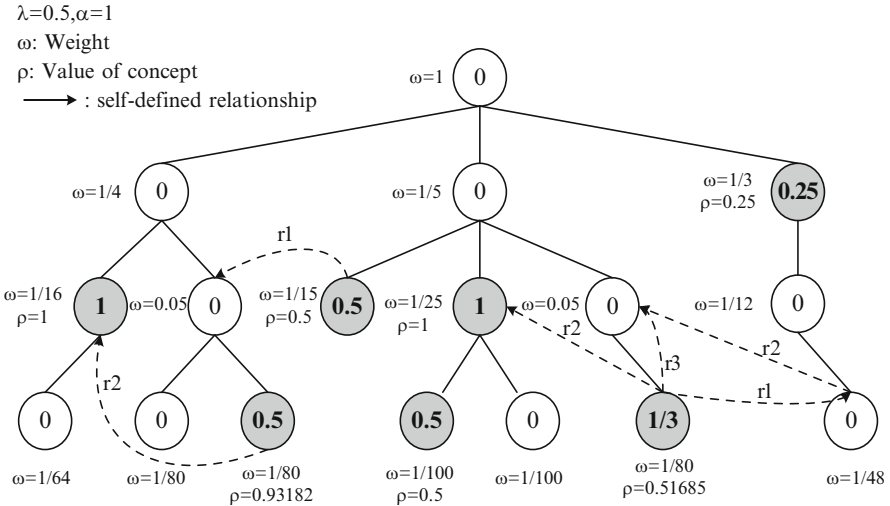 λ=0.5,α=1
ω: Weight
ρ: Value of concept
: self-defined relationship
ω=1
0
ω=1/4
0
ω=1/5
0
ω=1/3
ρ=0.25
0.25
r1
ω=1/16
ρ=1
1
ω=0.05
0
ω=1/15
ρ=0.5
0.5
ω=1/25
ρ=1
1
ω=0.05
0
ω=1/12
0
r2
r2
r3
r2
r1
0
0
0.5
0.5
0
1/3
0
ω=1/64
ω=1/80
ω=1/80
ρ=0.93182
ω=1/100
ρ=0.5
ω=1/100
ω=1/80
ρ=0.51685
ω=1/48